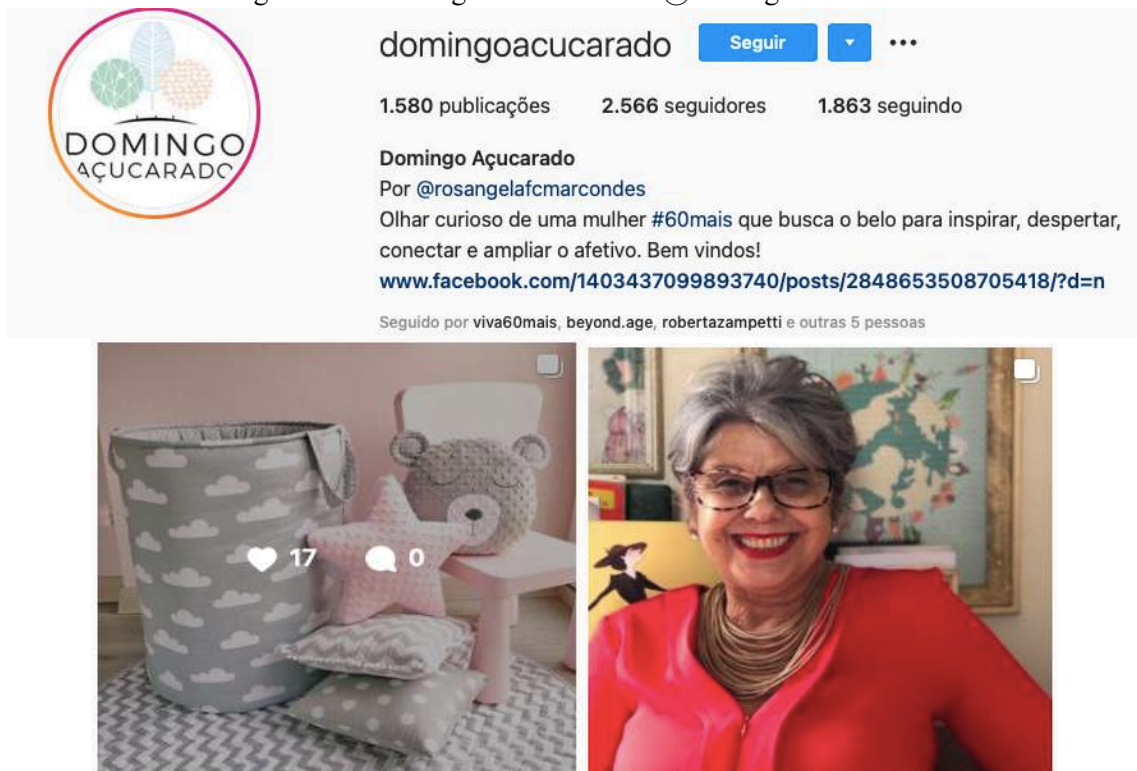 domingoacucarado Seguir
1.580 publicações 2.566 seguidores 1.863 seguindo
DOMINGO
AÇUCARADO
Domingo Açucarado
Por @rosangelafcmarcondes
Olhar curioso de uma mulher #60mais que busca o belo para inspirar, despertar,
conectar e ampliar o afetivo. Bem vindos!
www.facebook.com/1403437099893740/posts/2848653508705418/?d=n
Seguido por viva60mais, beyond.age, robertazampetti e outras 5 pessoas
17 0